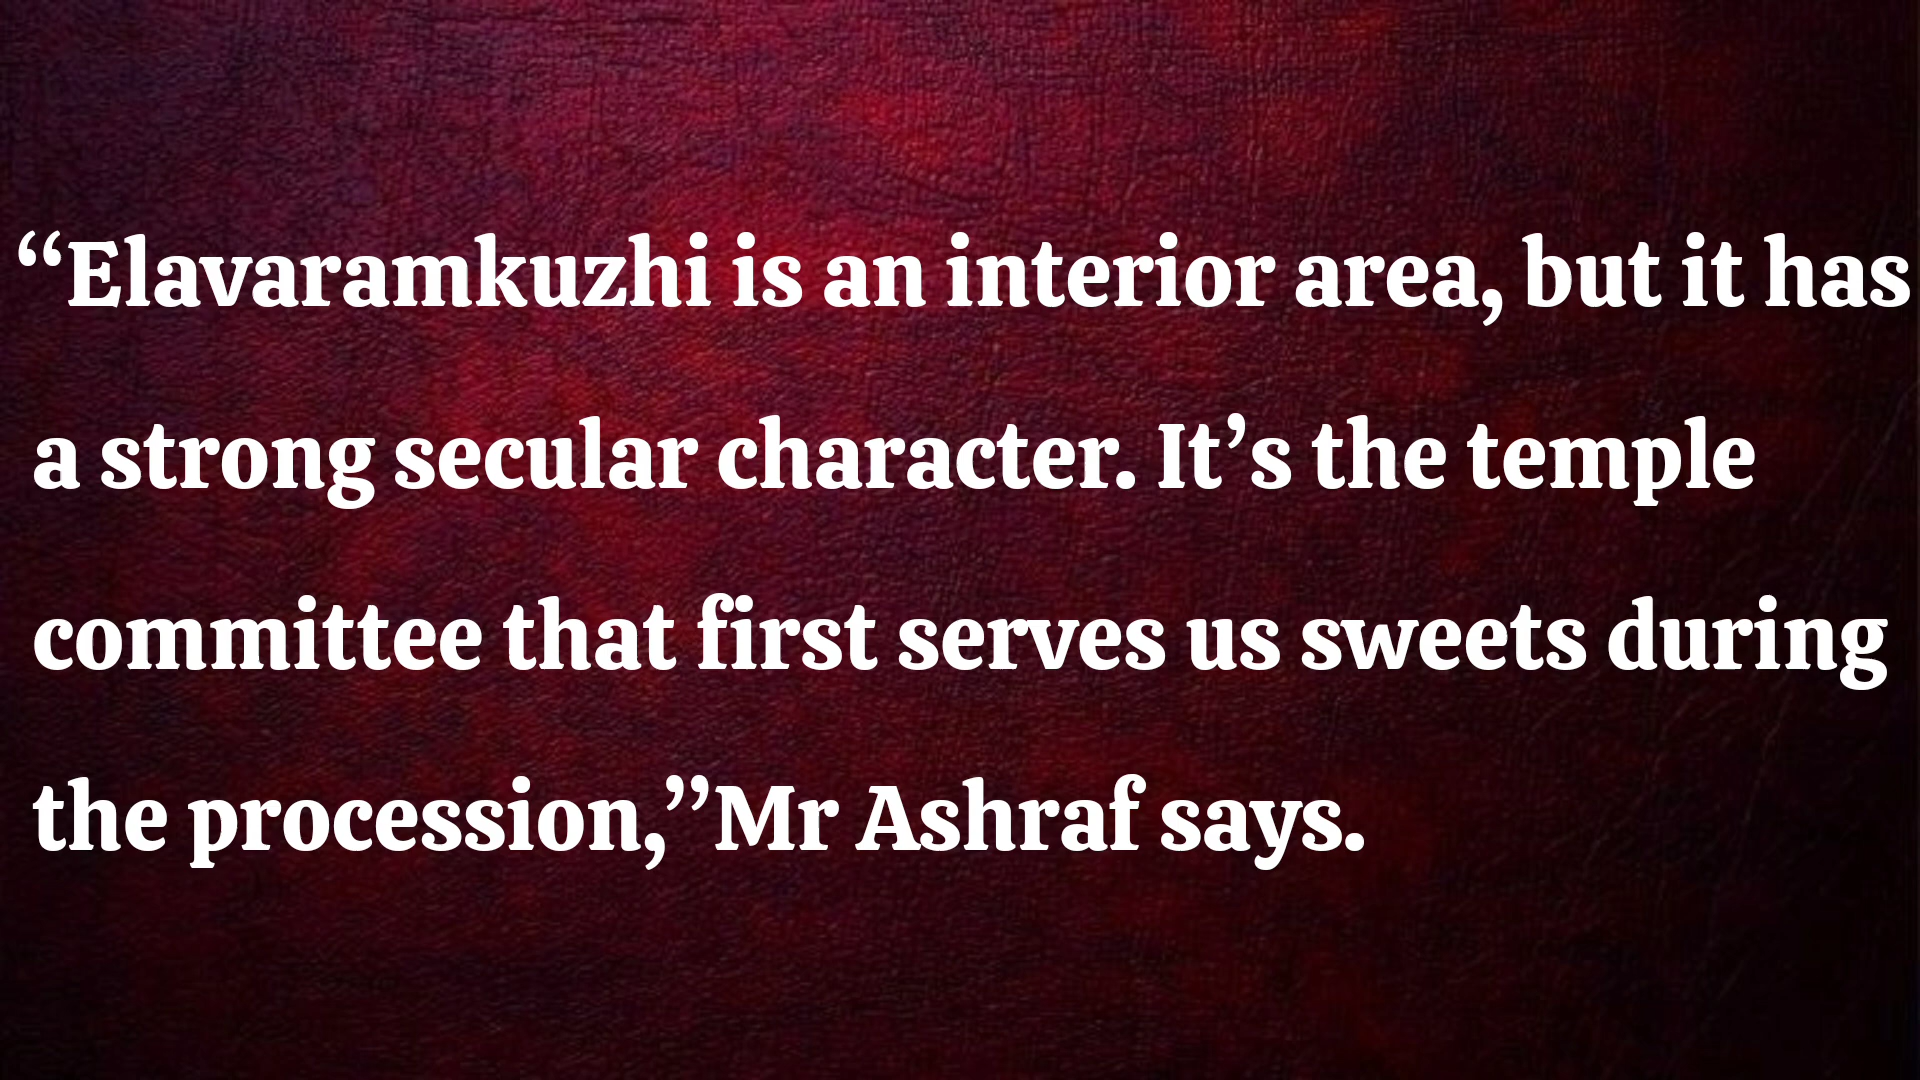 “Elavaramkuzhi is an interior area, but it has
a strong secular character. It’s the temple
committee that first serves us sweets during
the procession,”Mr Ashraf says.